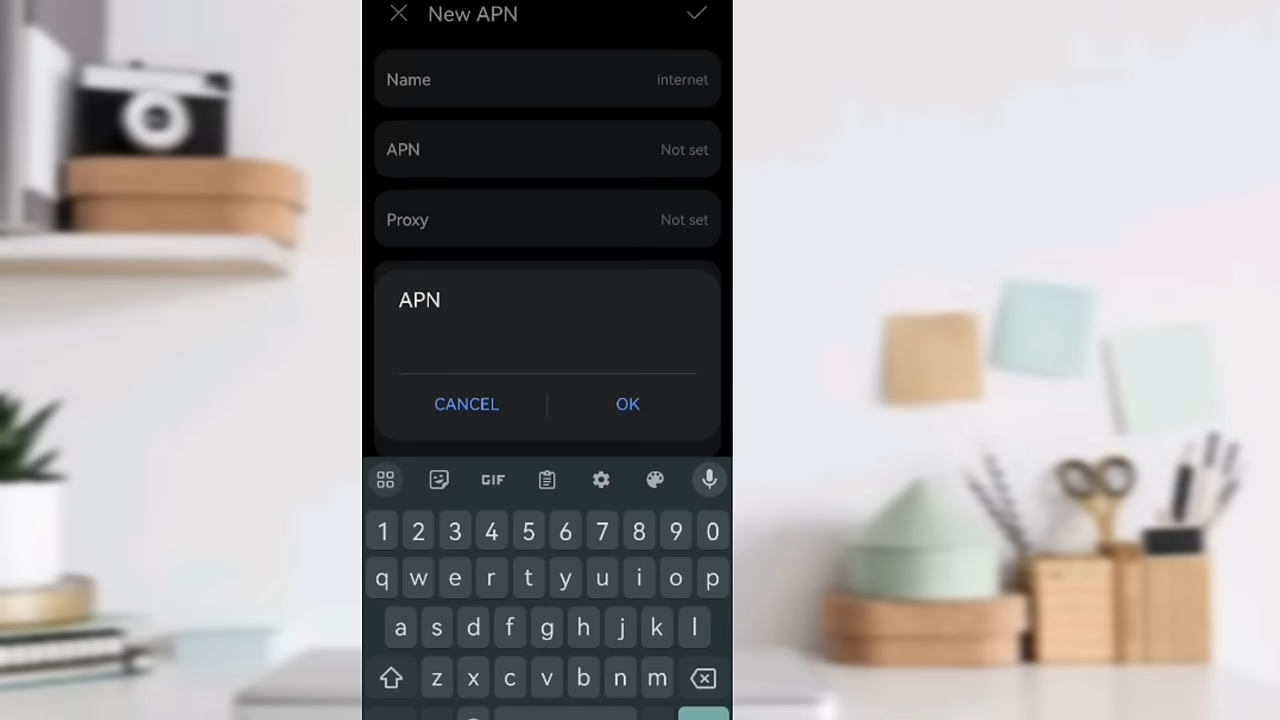 New APN
Name internet
APN Not set
Proxy Not set
APN
CANCEL OK
GIF
1 2 3 4 5 6 7 8 9 0
q w e r t y u i o p
a s d f g h j k l
z x c v b n m